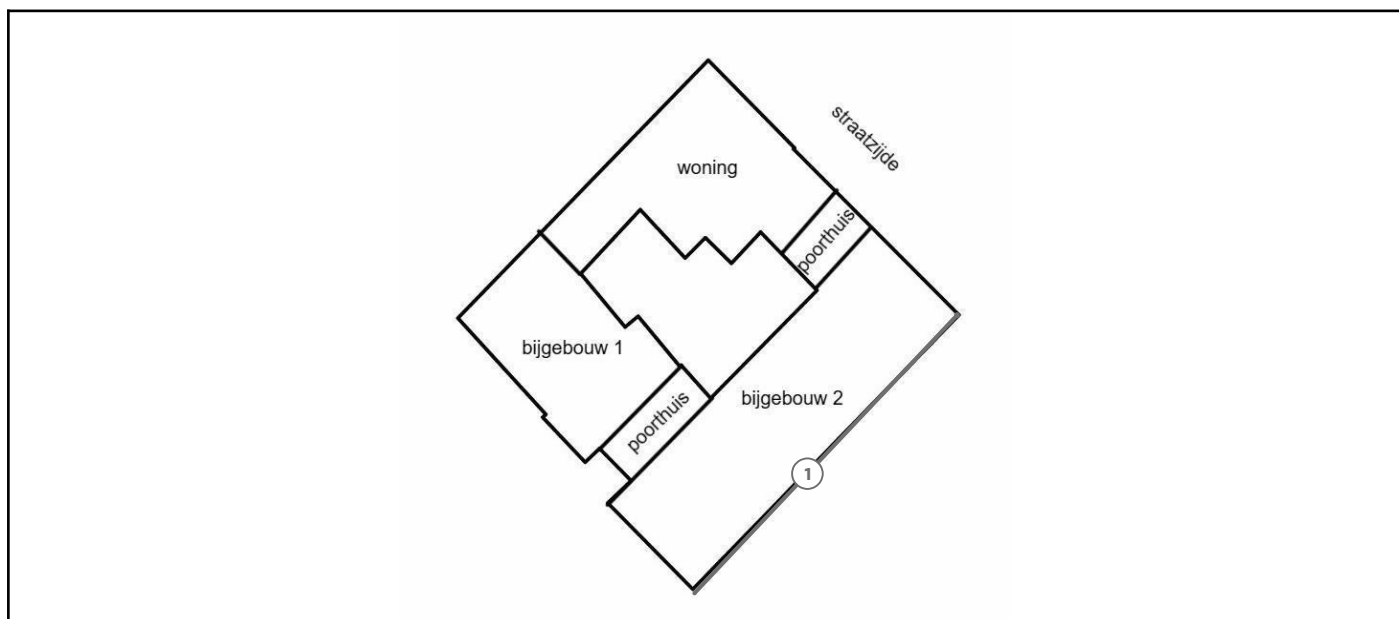 straatzijde
woning
poorthuis
bijgebouw 1
bijgebouw 2
poorthuis
1